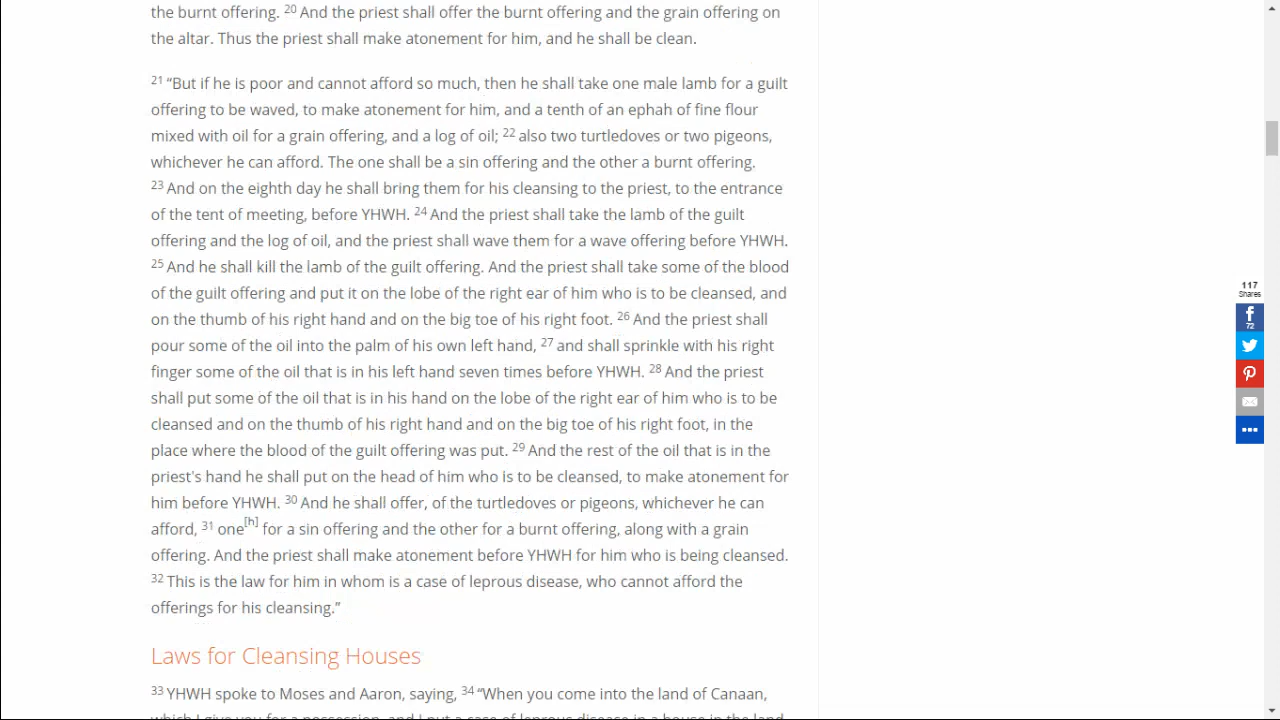 the burnt offering. 20 And the priest shall offer the burnt offering and the grain offering on
the altar. Thus the priest shall make atonement for him, and he shall be clean.
21 “But if he is poor and cannot afford so much, then he shall take one male lamb for a guilt
offering to be waved, to make atonement for him, and a tenth of an ephah of fine flour
mixed with oil for a grain offering, and a log of oil; 22 also two turtledoves or two pigeons,
whichever he can afford. The one shall be a sin offering and the other a burnt offering.
23 And on the eighth day he shall bring them for his cleansing to the priest, to the entrance
of the tent of meeting, before YHWH. 24 And the priest shall take the lamb of the guilt
offering and the log of oil, and the priest shall wave them for a wave offering before YHWH.
25 And he shall kill the lamb of the guilt offering. And the priest shall take some of the blood
of the guilt offering and put it on the lobe of the right ear of him who is to be cleansed, and
on the thumb of his right hand and on the big toe of his right foot. 26 And the priest shall
pour some of the oil into the palm of his own left hand, 27 and shall sprinkle with his right
finger some of the oil that is in his left hand seven times before YHWH. 28 And the priest
shall put some of the oil that is in his hand on the lobe of the right ear of him who is to be
cleansed and on the thumb of his right hand and on the big toe of his right foot, in the
place where the blood of the guilt offering was put. 29 And the rest of the oil that is in the
priest's hand he shall put on the head of him who is to be cleansed, to make atonement for
him before YHWH. 30 And he shall offer, of the turtledoves or pigeons, whichever he can
afford, 31 one[h] for a sin offering and the other for a burnt offering, along with a grain
offering. And the priest shall make atonement before YHWH for him who is being cleansed.
32 This is the law for him in whom is a case of leprous disease, who cannot afford the
offerings for his cleansing.”
Laws for Cleansing Houses
33 YHWH spoke to Moses and Aaron, saying, 34 “When you come into the land of Canaan,
which I give you for a possession, and I put a case of leprous disease in a house in the land
117
Shares
72